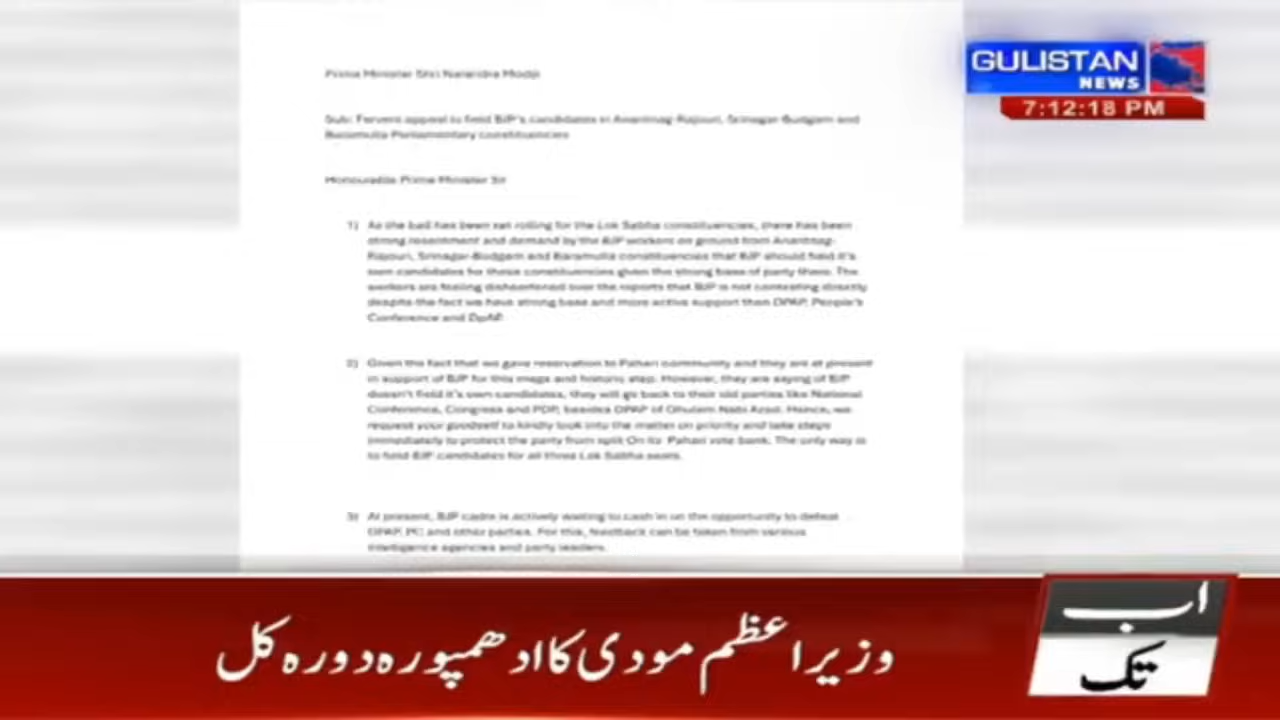 GULISTAN
NEWS
7:12:18 PM
Prime Minister Shri Narendra Modiji
Sub: Fervent appeal to field BJP's candidates in Anantnag-Rajouri, Srinagar-Budgam and
Baramulla Parliamentary constituencies
Honourable Prime Minister Sir
1) As the ball has been set rolling for the Lok Sabha constituencies, there has been
strong resentment and demand by the BJP workers on ground from Anantnag-
Rajouri, Srinagar-Budgam and Baramulla constituencies that BJP should field it's
own candidates for these constituencies given the strong base of party there. The
workers are feeling disheartened over the reports that BJP is not contesting directly
despite the fact we have strong base and more active support than DPAP, People's
Conference and DpAP.
2) Given the fact that we gave reservation to Pahari community and they are at present
in support of BJP for this mega and historic step. However, they are saying of BJP
doesn't field it's own candidates, they will go back to their old parties like National
Conference, Congress and PDP, besides DPAP of Ghulam Nabi Azad. Hence, we
request your goodself to kindly look into the matter on priority and take steps
immediately to protect the party from split On its Pahari vote bank. The only way is
to field BJP candidates for all three Lok Sabha seats.
3) At present, BJP cadre is actively waiting to cash in on the opportunity to defeat
DPAP, PC and other parties. For this, feedback can be taken from various
intelligence agencies and party leaders.
اب
تک
وزیراعظم مودی کا ادھمپورہ دورہ کل